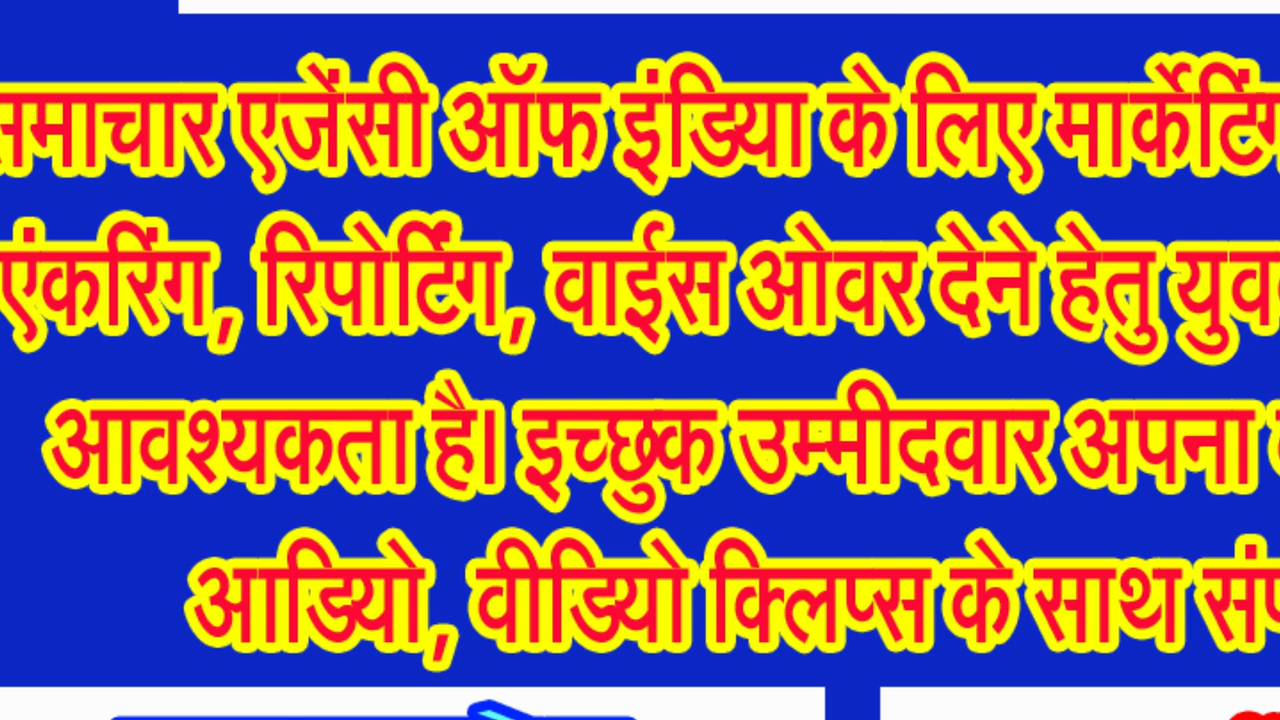 समाचार एजेंसी ऑफ इंडिया के लिए मार्केटिंग
एंकरिंग, रिपोर्टिंग, वाईस ओवर देने हेतु
आवश्यकता है। इच्छुक उम्मीदवार अपना
आडियो, वीडियो क्लिप्स के साथ